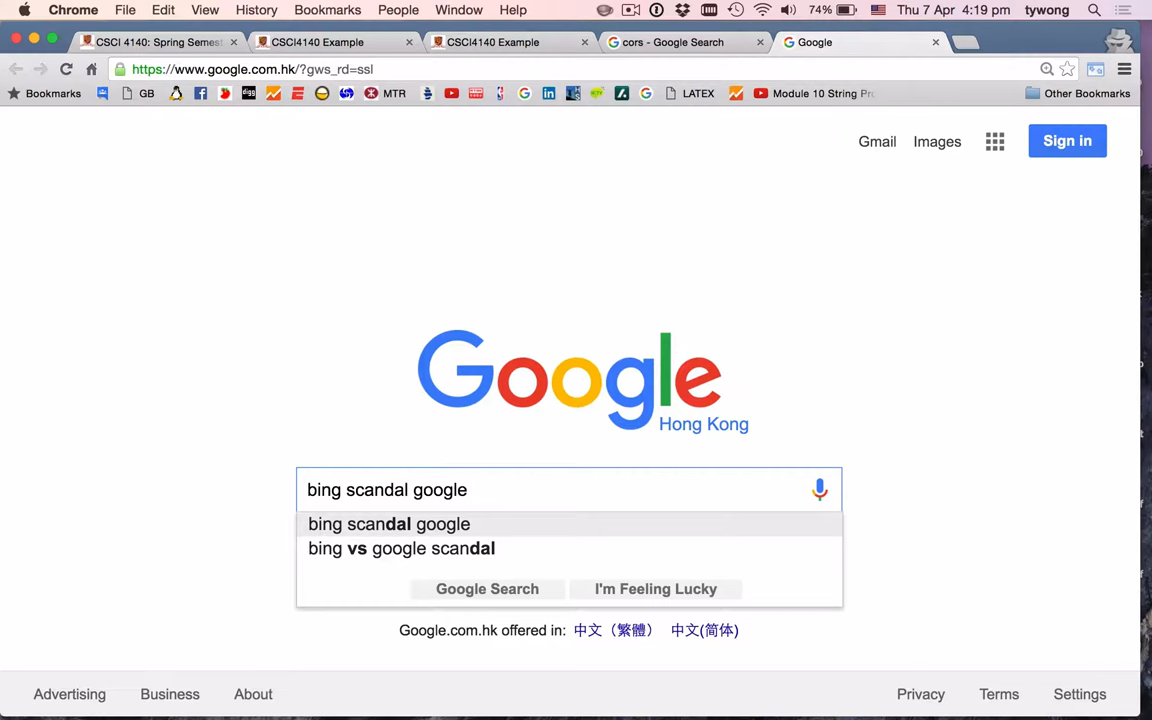 Chrome File Edit View History Bookmarks People Window Help 74% Thu 7 Apr 4:19 pm tywong
CSCI 4140: Spring Semest CSCI4140 Example CSCI4140 Example cors - Google Search Google
https://www.google.com.hk/?gws_rd=ssl
Bookmarks GB digg MTR LATEX Module 10 String Pr Other Bookmarks
Gmail Images Sign in
Google
Hong Kong
bing scandal google
bing scandal google
bing vs google scandal
Google Search I'm Feeling Lucky
Google.com.hk offered in: 中文（繁體） 中文(简体)
Advertising Business About Privacy Terms Settings